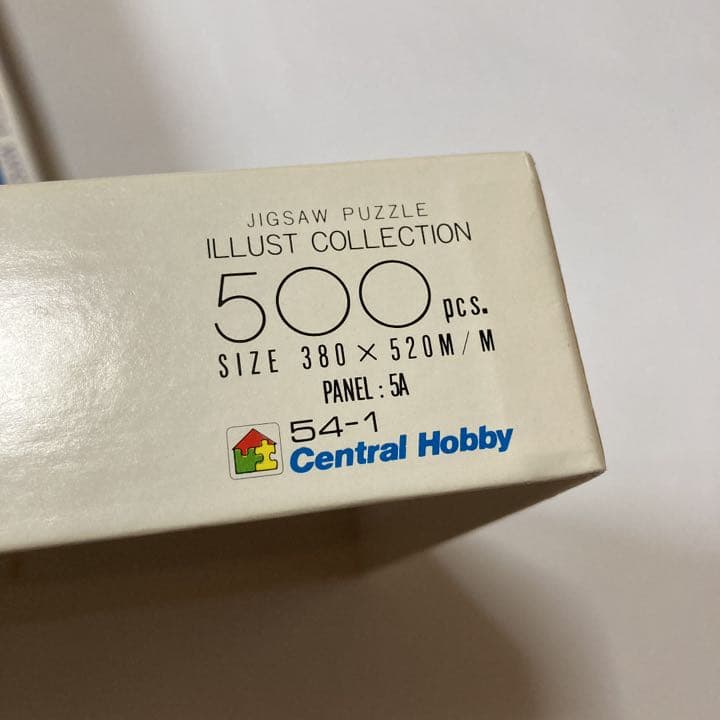 JIGSAW PUZZLE
ILLUST COLLECTION
500 pcs.
SIZE 380 × 520M/M
PANEL : 5A
54-1
Central Hobby